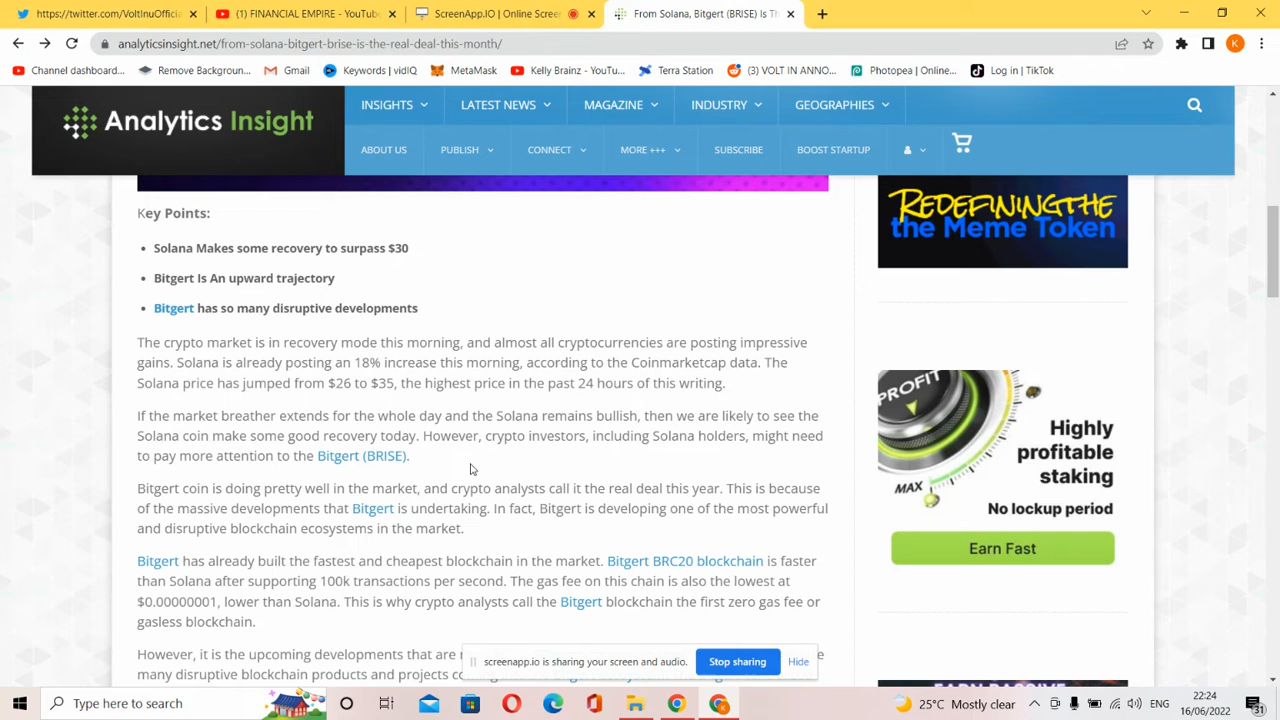 https://twitter.com/VoltInuOfficial
(1) FINANCIAL EMPIRE - YouTube
ScreenApp.IO | Online Screen
From Solana, Bitgert (BRISE) Is Th
analyticsinsight.net/from-solana-bitgert-brise-is-the-real-deal-this-month/
K
Channel dashboard...
Remove Backgroun...
Gmail
Keywords | vidIQ
MetaMask
Kelly Brainz - YouTu...
Terra Station
(3) VOLT IN ANNO...
Photopea | Online...
Log in | TikTok
Analytics Insight
INSIGHTS
LATEST NEWS
MAGAZINE
INDUSTRY
GEOGRAPHIES
ABOUT US
PUBLISH
CONNECT
MORE +++
SUBSCRIBE
BOOST STARTUP
Key Points:
• Solana Makes some recovery to surpass $30
• Bitgert Is An upward trajectory
• Bitgert has so many disruptive developments
The crypto market is in recovery mode this morning, and almost all cryptocurrencies are posting impressive
gains. Solana is already posting an 18% increase this morning, according to the Coinmarketcap data. The
Solana price has jumped from $26 to $35, the highest price in the past 24 hours of this writing.
If the market breather extends for the whole day and the Solana remains bullish, then we are likely to see the
Solana coin make some good recovery today. However, crypto investors, including Solana holders, might need
to pay more attention to the Bitgert (BRISE).
Bitgert coin is doing pretty well in the market, and crypto analysts call it the real deal this year. This is because
of the massive developments that Bitgert is undertaking. In fact, Bitgert is developing one of the most powerful
and disruptive blockchain ecosystems in the market.
Bitgert has already built the fastest and cheapest blockchain in the market. Bitgert BRC20 blockchain is faster
than Solana after supporting 100k transactions per second. The gas fee on this chain is also the lowest at
$0.00000001, lower than Solana. This is why crypto analysts call the Bitgert blockchain the first zero gas fee or
gasless blockchain.
However, it is the upcoming developments that are
many disruptive blockchain products and projects
REDEFINING THE
the Meme Token
PROFIT
MAX
Highly
profitable
staking
No lockup period
Earn Fast
EARN PASSIVE
screenapp.io is sharing your screen and audio.
Stop sharing
Hide
Type here to search
25°C Mostly clear
ENG
22:24
16/06/2022
31